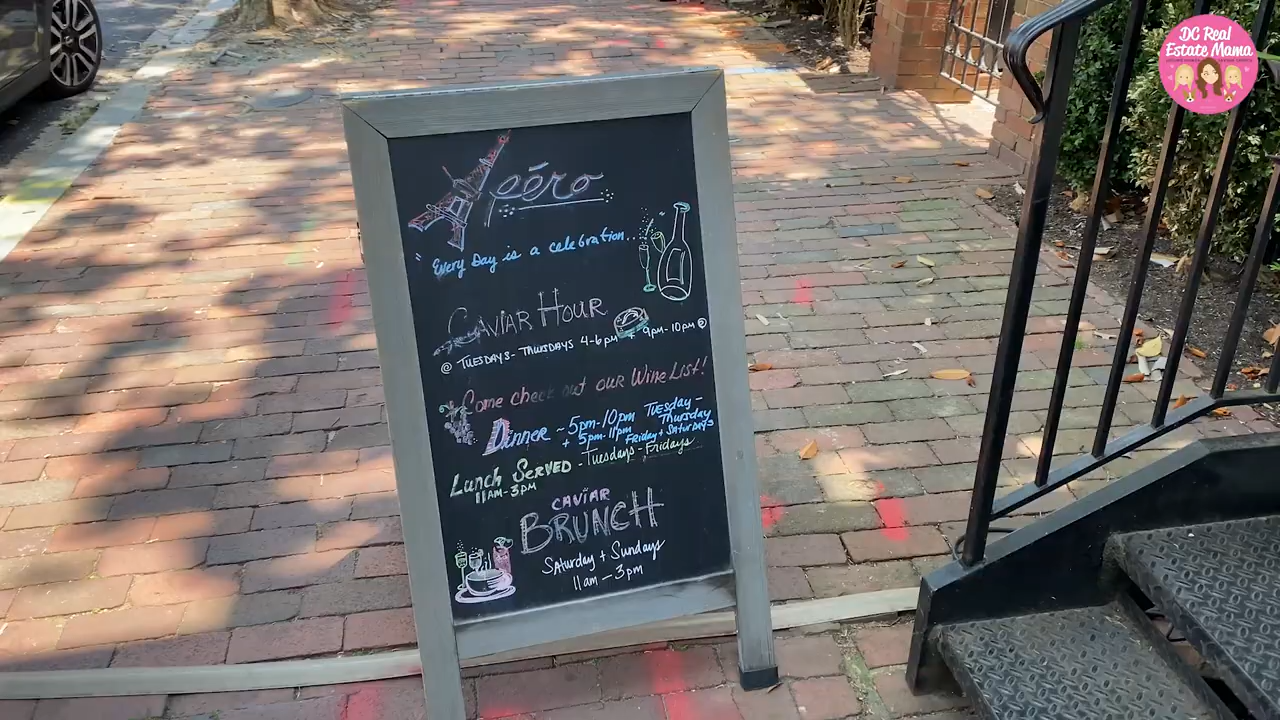 DC Real
Estate Mama
Apéro
"Every Day is a celebration...
CAVIAR HOUR
@ TUESDAYS - THURSDAYS 4-6pm + 9pm-10pm
Come check out our Wine List!
Dinner ~ 5pm-10pm Tuesday - Thursday
+ 5pm-11pm Friday + Saturdays
Lunch Served - Tuesdays - Fridays
11AM-3PM
CAVIAR
BRUNCH
Saturday + Sundays
11am - 3pm